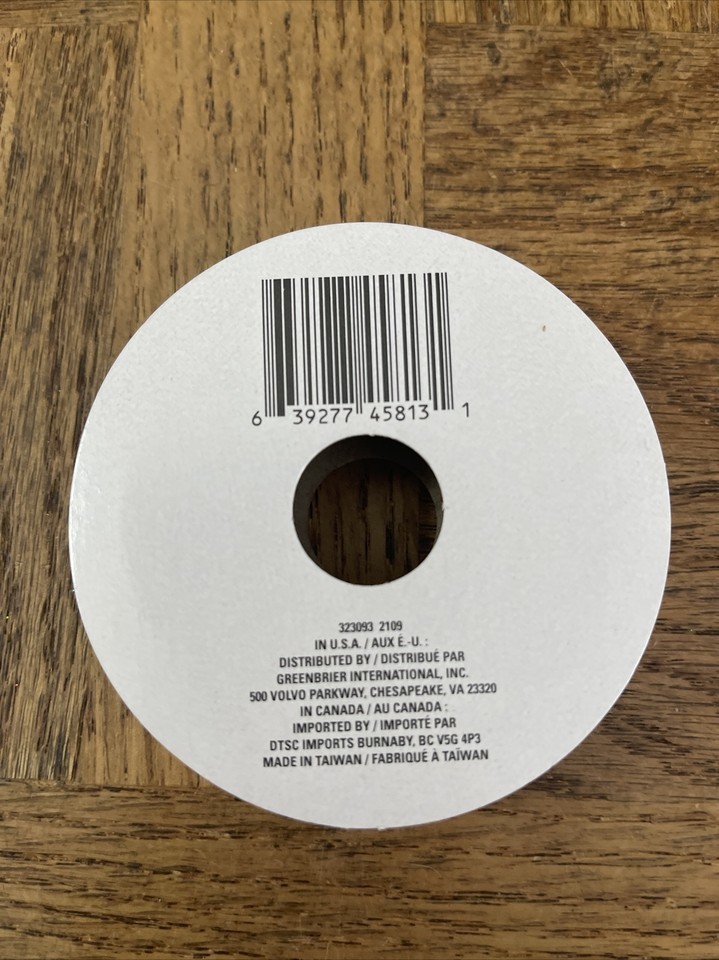 6 39277 45813 1
323093 2109
IN U.S.A. / AUX É.-U. :
DISTRIBUTED BY / DISTRIBUÉ PAR
GREENBRIER INTERNATIONAL, INC.
500 VOLVO PARKWAY, CHESAPEAKE, VA 23320
IN CANADA / AU CANADA :
IMPORTED BY / IMPORTÉ PAR
DTSC IMPORTS BURNABY, BC V5G 4P3
MADE IN TAIWAN / FABRIQUÉ À TAÏWAN